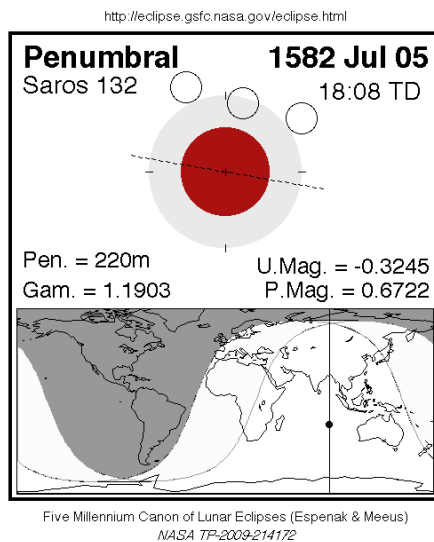 http://eclipse.gsfc.nasa.gov/eclipse.html
Penumbral 1582 Jul 05
Saros 132 18:08 TD
Pen. = 220m U.Mag. = -0.3245
Gam. = 1.1903 P.Mag. = 0.6722
Five Millennium Canon of Lunar Eclipses (Espenak & Meeus)
NASA TP-2009-214172